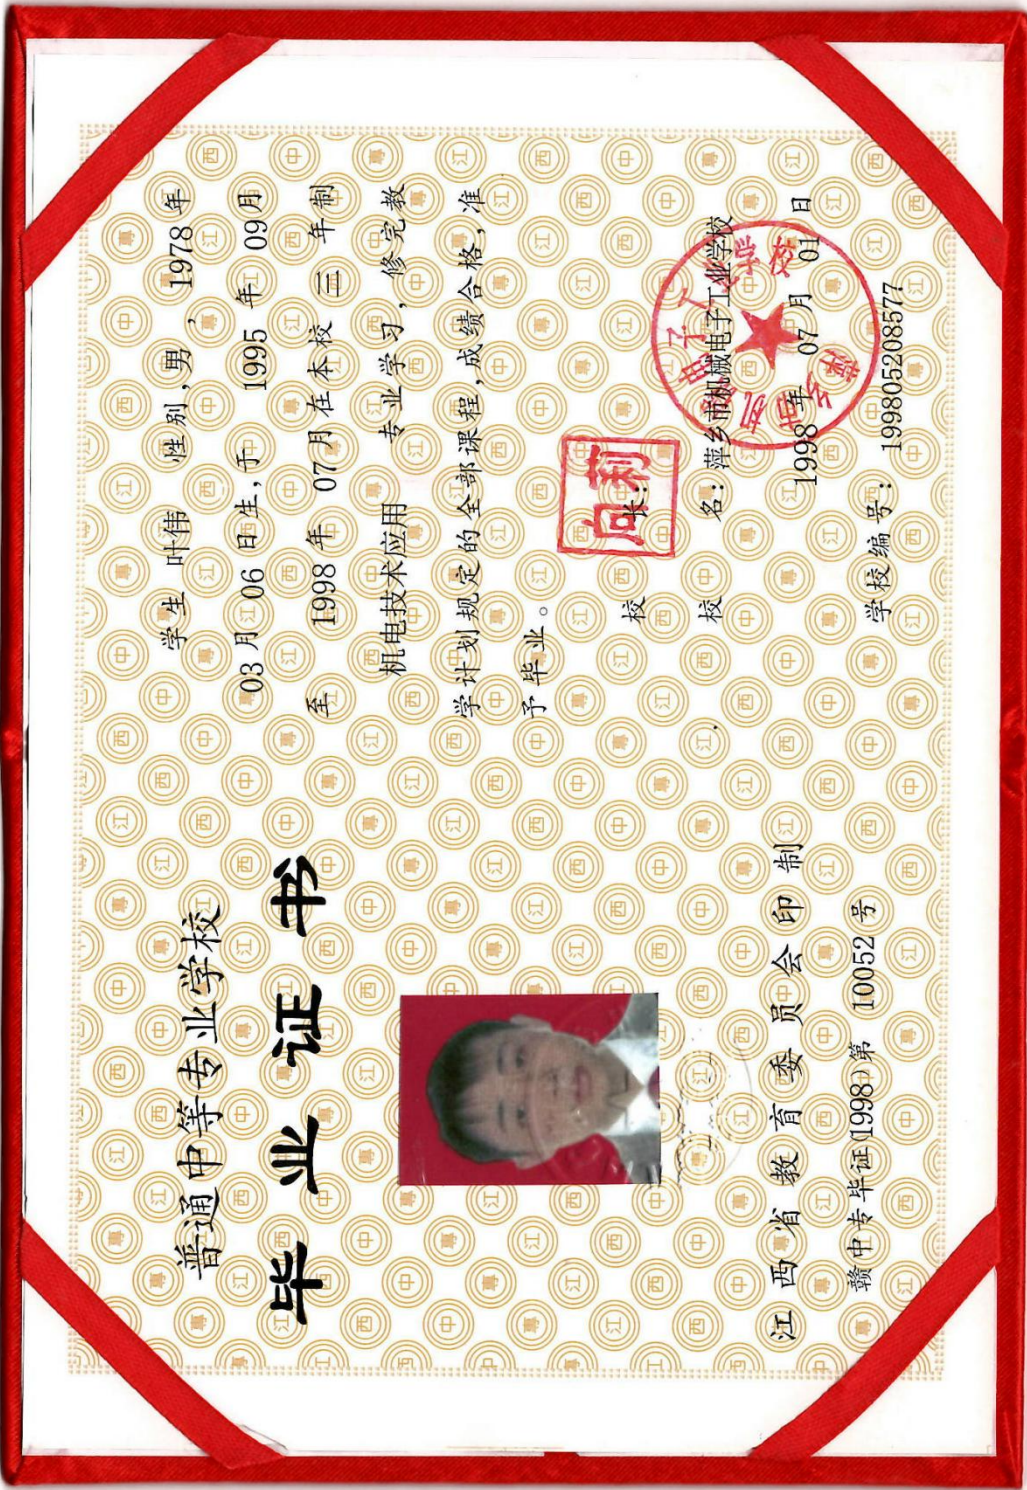 普通中等专业学校
毕业证书
江西省教育委员会印制
赣中专毕证(1998)第 10052 号
学生 叶伟 性别,男, 1978 年
03 月 06 日生,于 1995 年 09 月
至 1998 年 07 月在本校 三 年制
机电技术应用 专业学习,修完教
学计划规定的全部课程,成绩合格,准
予毕业。
校 长:
校 名: 萍乡市机械电子工业学校
1998 年 07 月 01 日
学校编号: 199805208577